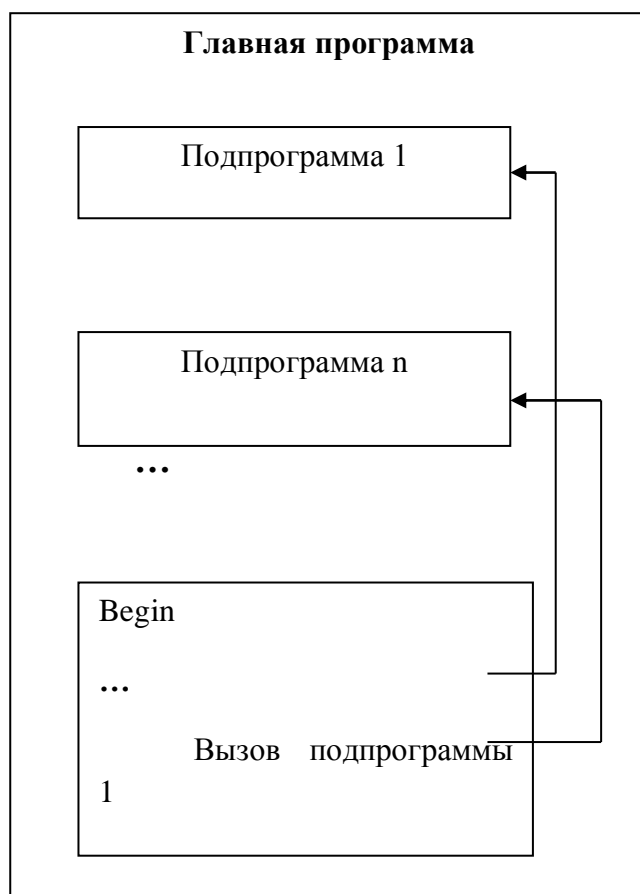 Главная программа
Подпрограмма 1
Подпрограмма n
...
Begin
...
Вызов подпрограммы
1